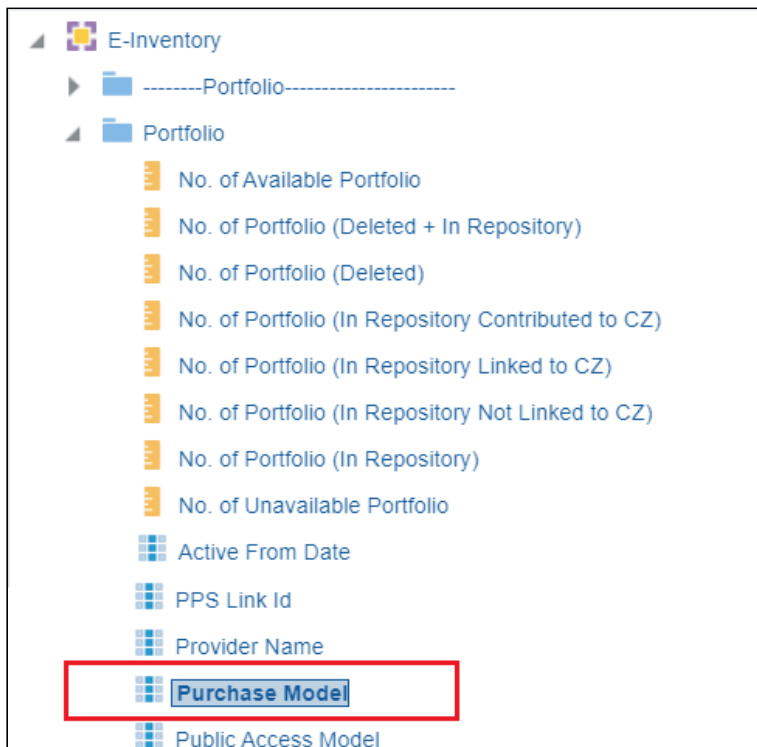 E-Inventory
--------Portfolio-----------------------
Portfolio
No. of Available Portfolio
No. of Portfolio (Deleted + In Repository)
No. of Portfolio (Deleted)
No. of Portfolio (In Repository Contributed to CZ)
No. of Portfolio (In Repository Linked to CZ)
No. of Portfolio (In Repository Not Linked to CZ)
No. of Portfolio (In Repository)
No. of Unavailable Portfolio
Active From Date
PPS Link Id
Provider Name
Purchase Model
Public Access Model